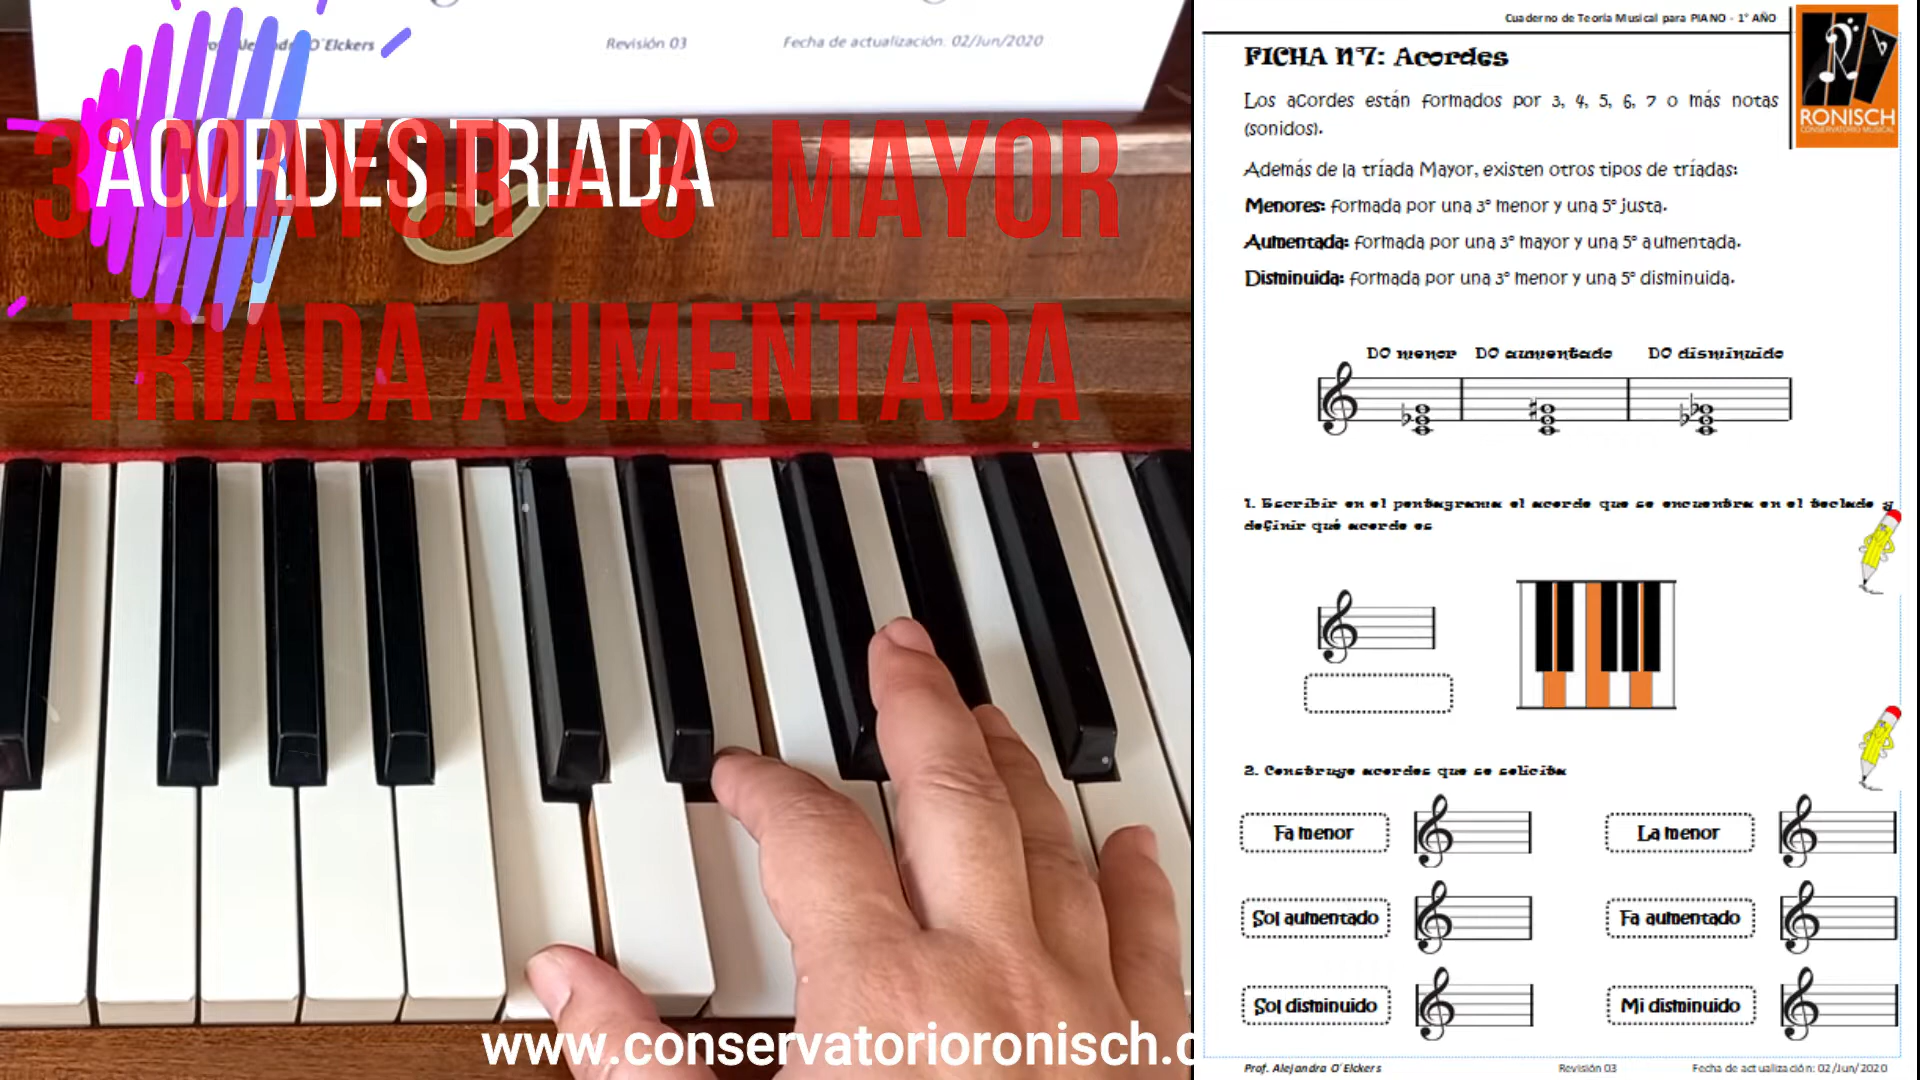 Prof. Alejandra O'Elckers
Revisión 03
Fecha de actualización: 02/Jun/2020
ACORDES TRIADA
3° MAYOR + 3° MAYOR
TRIADA AUMENTADA
www.conservatorioronisch.c
Cuaderno de Teoría Musical para PIANO - 1° AÑO
RONISCH
CONSERVATORIO MUSICAL
FICHA N°7: Acordes
Los acordes están formados por 3, 4, 5, 6, 7 o más notas
(sonidos).
Además de la tríada Mayor, existen otros tipos de tríadas:
Menores: formada por una 3° menor y una 5° justa.
Aumentada: formada por una 3° mayor y una 5° aumentada.
Disminuida: formada por una 3° menor y una 5° disminuida.
DO menor DO aumentado DO disminuido
1. Escribir en el pentagrama el acorde que se encuentra en el teclado y
definir qué acorde es
2. Construye acordes que se solicita
Fa menor
La menor
Sol aumentado
Fa aumentado
Sol disminuido
Mi disminuido
Prof. Alejandra O'Elckers
Revisión 03
Fecha de actualización: 02/Jun/2020